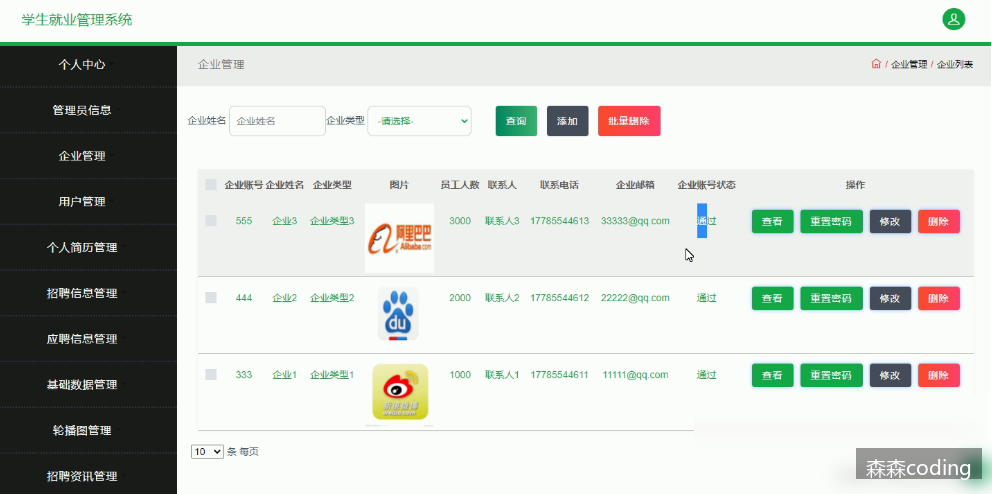 学生就业管理系统
个人中心
管理员信息
企业管理
用户管理
个人简历管理
招聘信息管理
应聘信息管理
基础数据管理
轮播图管理
招聘资讯管理
企业管理
/ 企业管理 / 企业列表
企业姓名 企业姓名 企业类型 -请选择- 查询 添加 批量删除
企业账号 企业姓名 企业类型 图片 员工人数 联系人 联系电话 企业邮箱 企业账号状态 操作
555 企业3 企业类型3 阿里巴巴 Alibaba.com 3000 联系人3 17785544613 33333@qq.com 通过 查看 重置密码 修改 删除
444 企业2 企业类型2 du 2000 联系人2 17785544612 22222@qq.com 通过 查看 重置密码 修改 删除
333 企业1 企业类型1 新浪微博 weibo.com 1000 联系人1 17785544611 11111@qq.com 通过 查看 重置密码 修改 删除
10 条 每页
森森coding